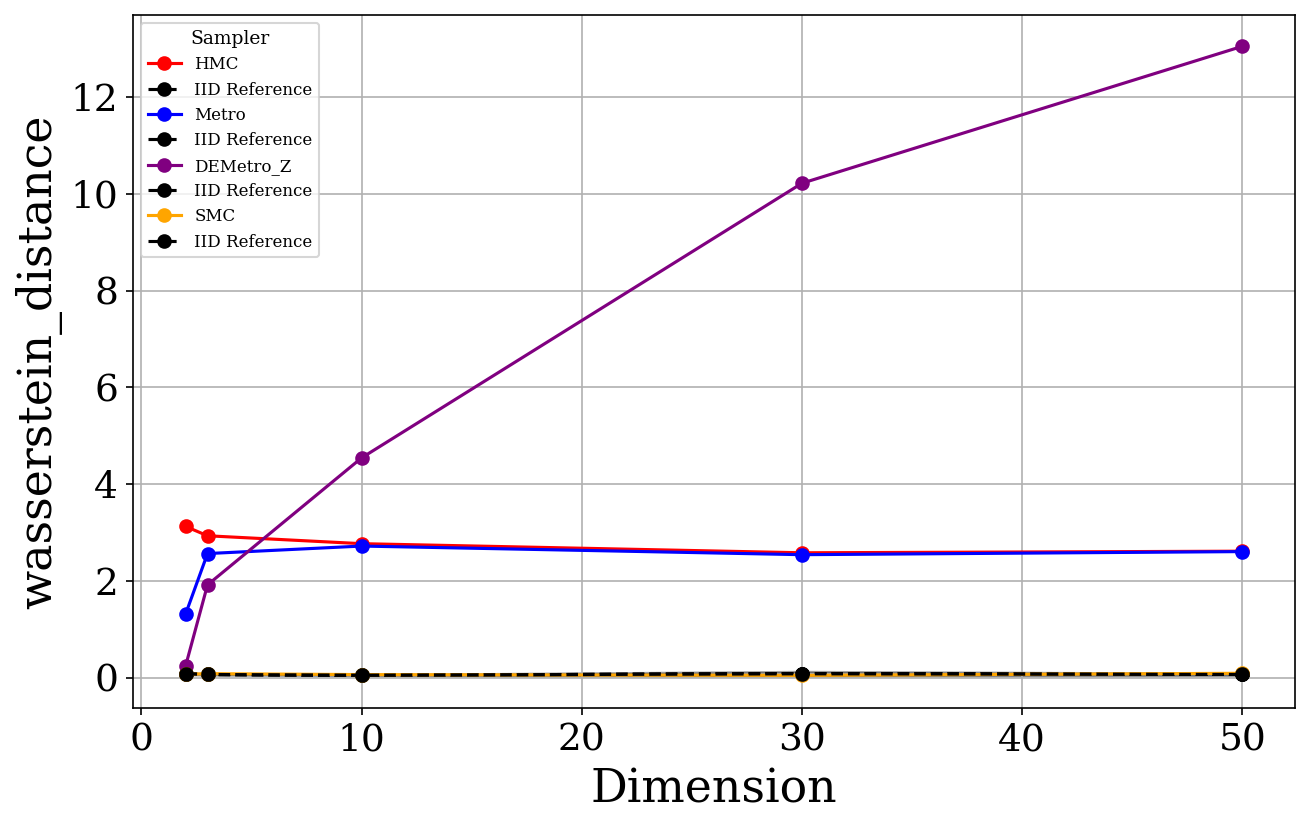 Sampler
HMC
IID Reference
Metro
IID Reference
DEMetro_Z
IID Reference
SMC
IID Reference
wasserstein_distance
12
10
8
6
4
2
0
0 10 20 30 40 50
Dimension